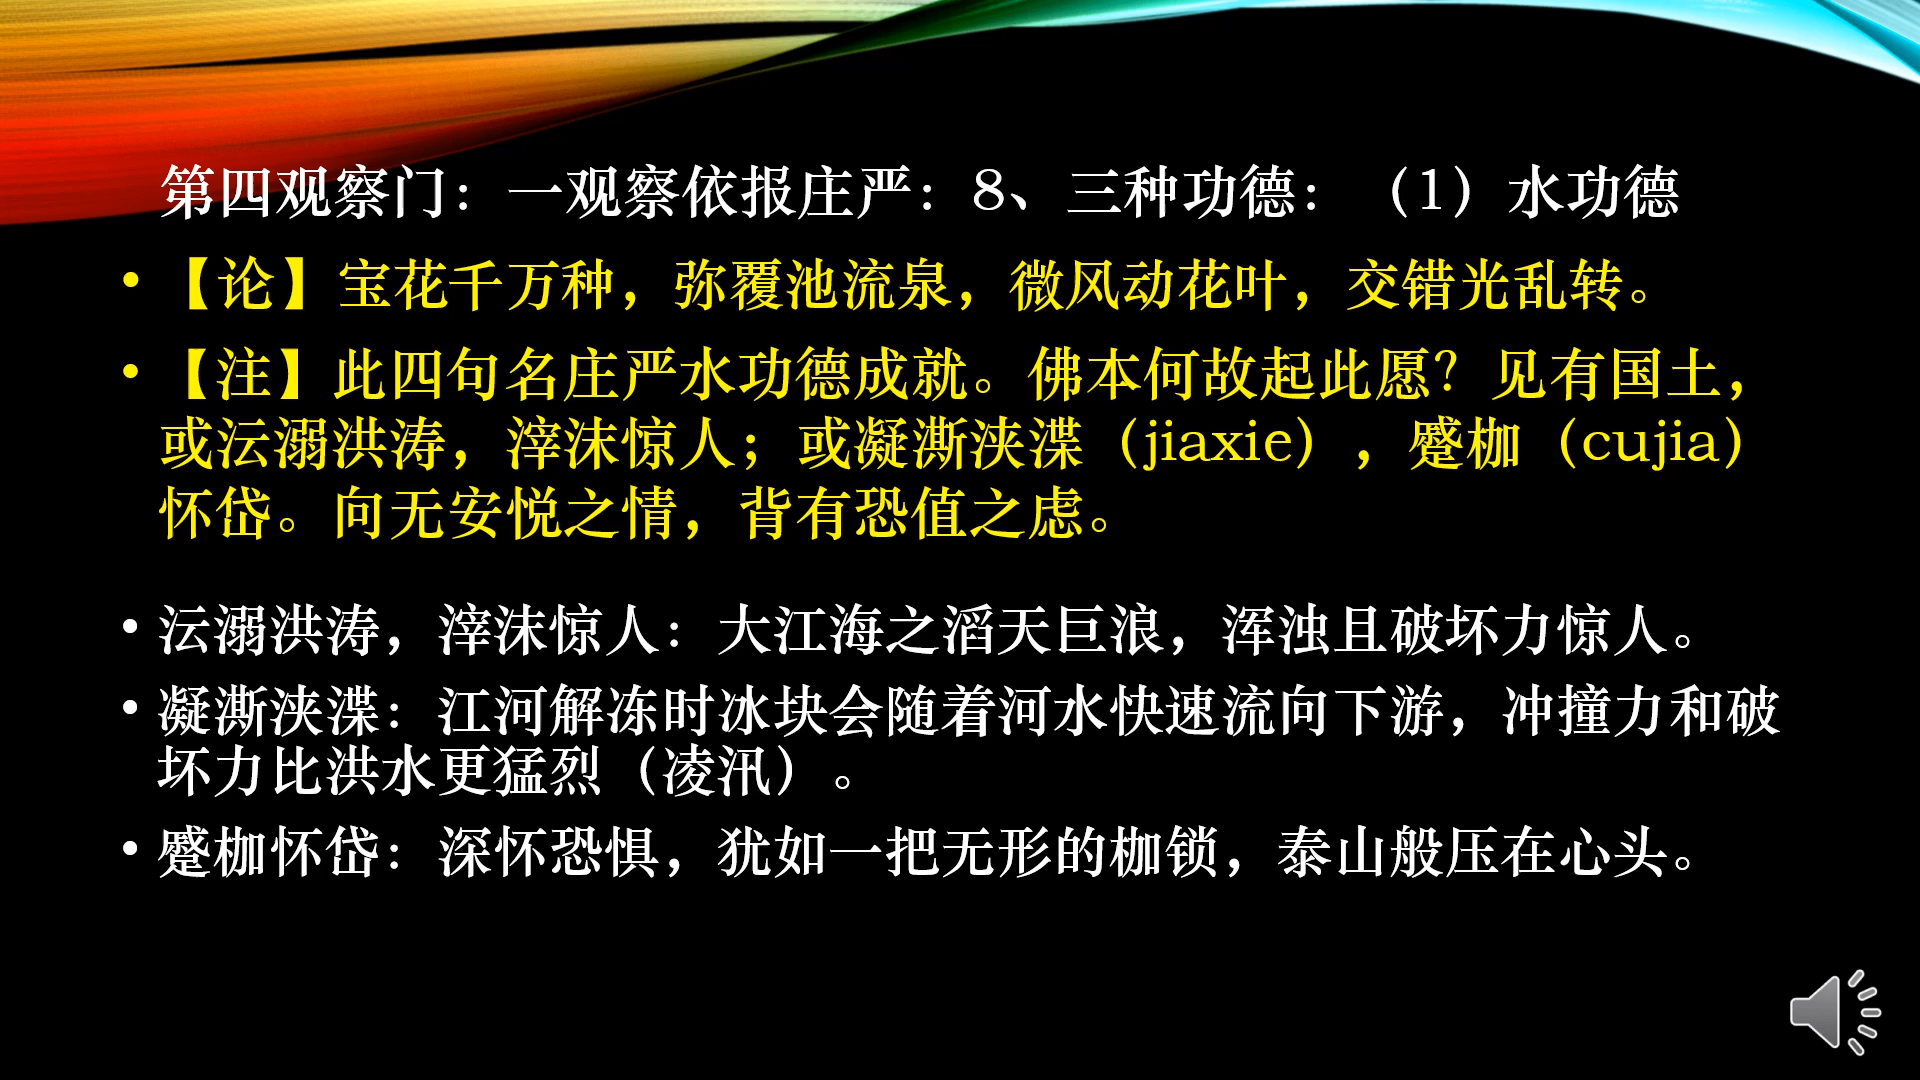 第四观察门：一观察依报庄严：8、三种功德：（1）水功德
• 【论】宝花千万种，弥覆池流泉，微风动花叶，交错光乱转。
• 【注】此四句名庄严水功德成就。佛本何故起此愿？见有国土，
或沄溺洪涛，滓沫惊人；或凝澌浃渫（jiaxie），蹙枷（cujia）
怀岱。向无安悦之情，背有恐值之虑。
• 沄溺洪涛，滓沫惊人：大江海之滔天巨浪，浑浊且破坏力惊人。
• 凝澌浃渫：江河解冻时冰块会随着河水快速流向下游，冲撞力和破
坏力比洪水更猛烈（凌汛）。
• 蹙枷怀岱：深怀恐惧，犹如一把无形的枷锁，泰山般压在心头。